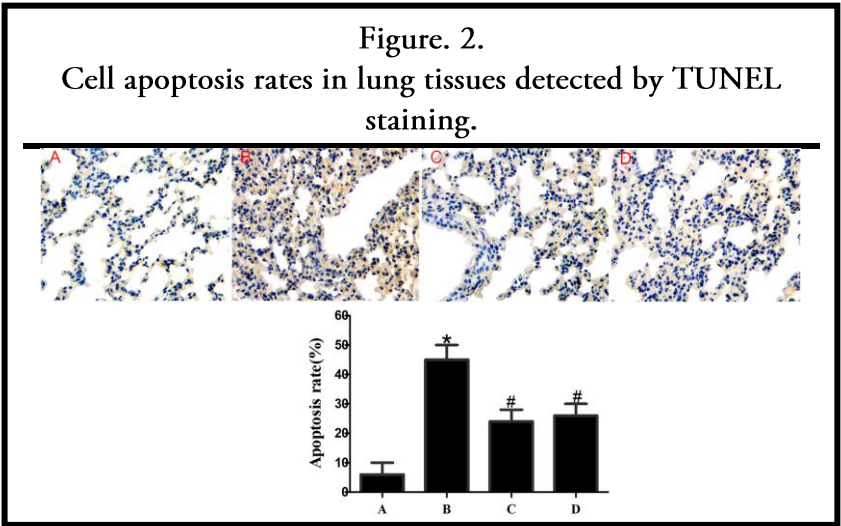 Figure. 2.
Cell apoptosis rates in lung tissues detected by TUNEL
staining.
A B C D
Apoptosis rate(%)
60
50
40
30
20
10
0
* # #
A B C D